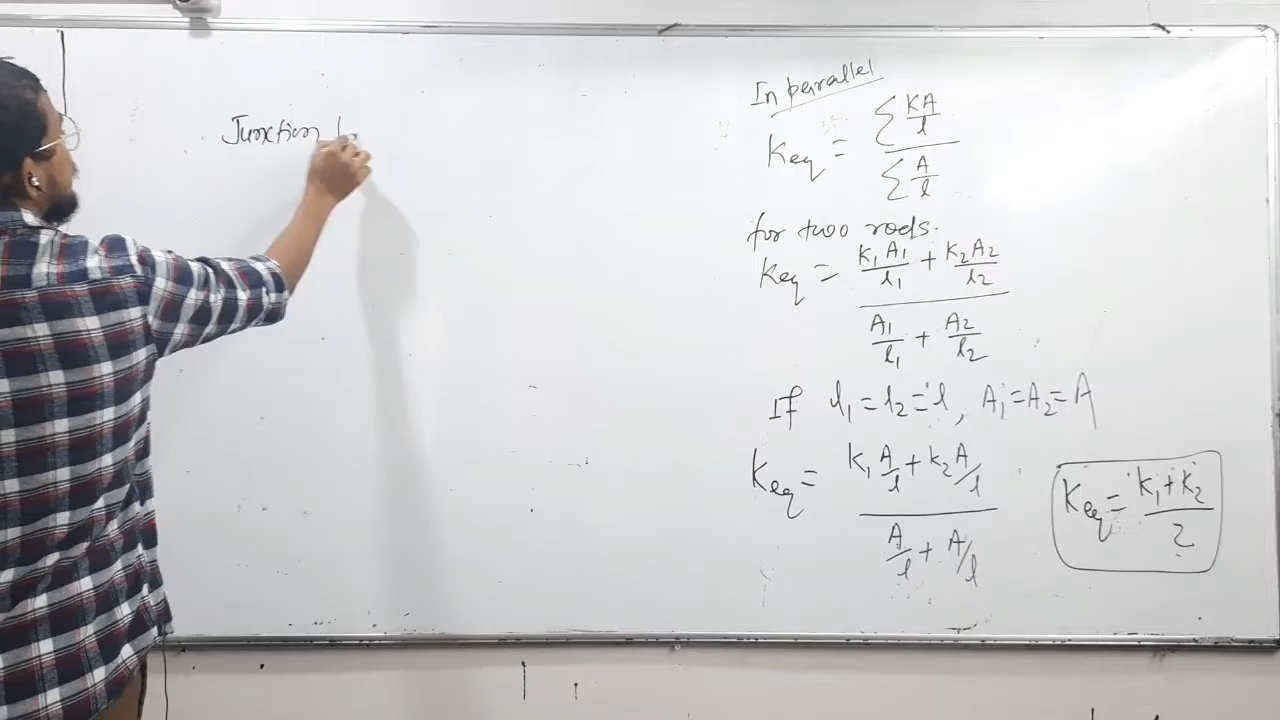 Junction
In parallel
Keq = Σ KA/l / Σ A/l
for two rods.
Keq = K1A1/l1 + K2A2/l2 / A1/l1 + A2/l2
If l1 = l2 = l, A1 = A2 = A
Keq = K1 A/l + K2 A/l / A/l + A/l
Keq = K1 + K2 / 2